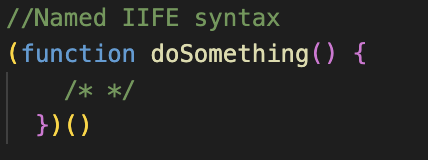 //Named IIFE syntax
(function doSomething() {
/* */
})()